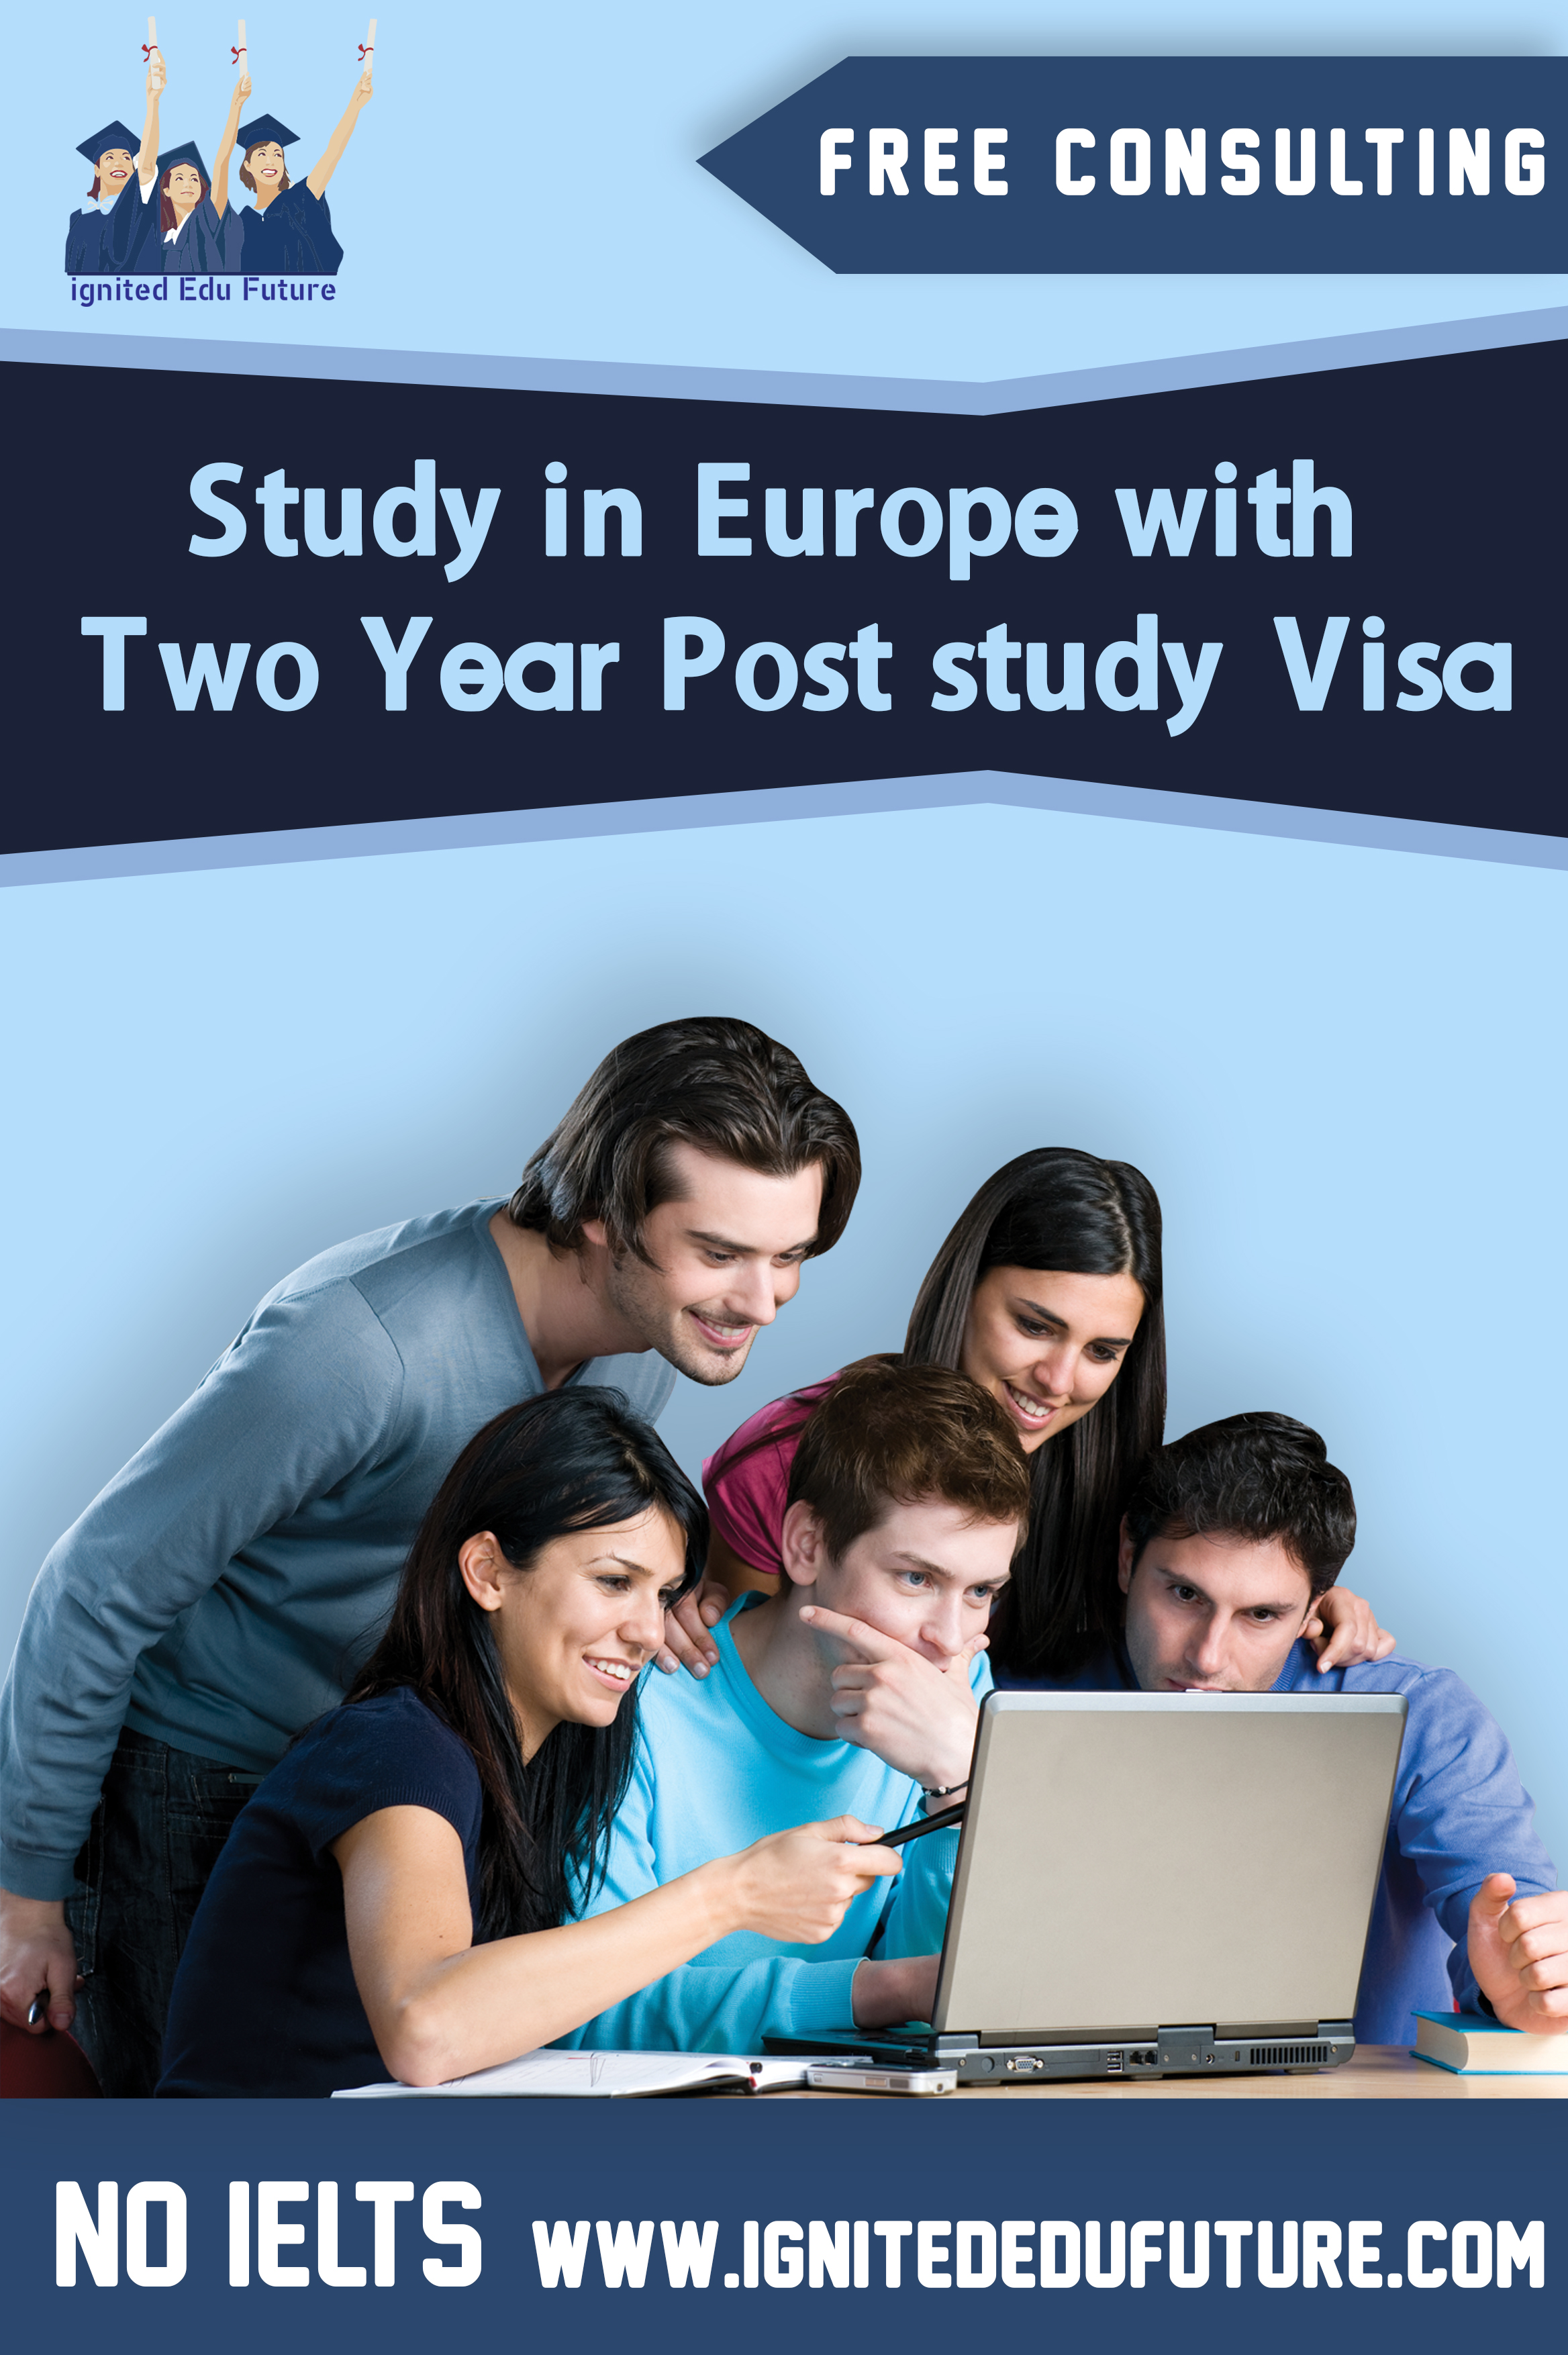 ignited Edu Future
FREE CONSULTING
Study in Europe with
Two Year Post study Visa
NO IELTS
WWW.IGNITEDEDUFUTURE.COM